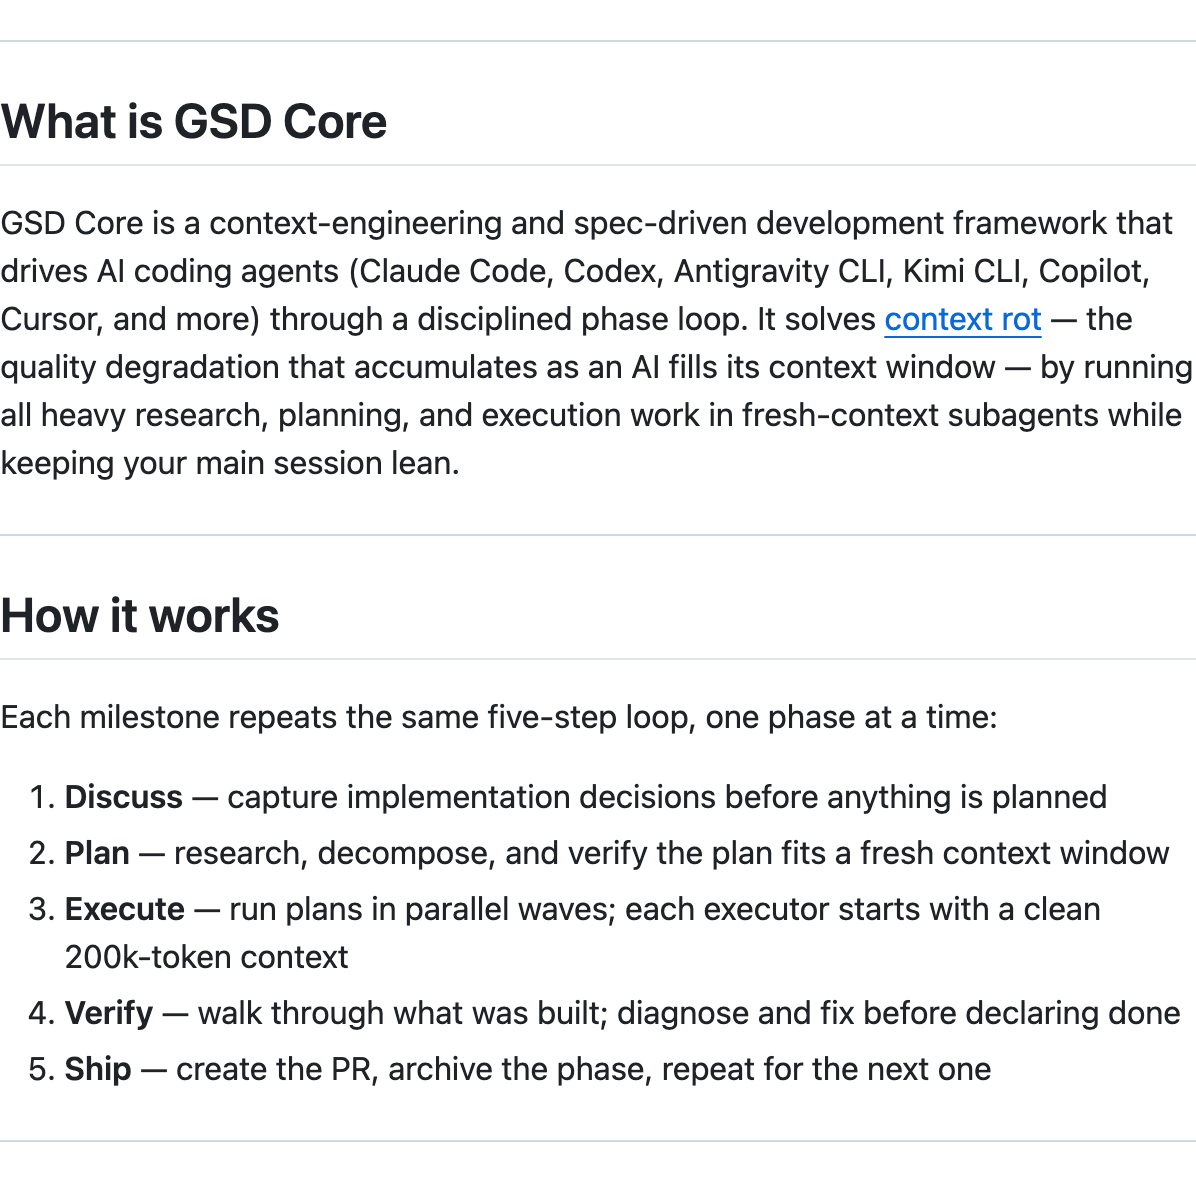 What is GSD Core
GSD Core is a context-engineering and spec-driven development framework that
drives AI coding agents (Claude Code, Codex, Antigravity CLI, Kimi CLI, Copilot,
Cursor, and more) through a disciplined phase loop. It solves context rot — the
quality degradation that accumulates as an AI fills its context window — by running
all heavy research, planning, and execution work in fresh-context subagents while
keeping your main session lean.
How it works
Each milestone repeats the same five-step loop, one phase at a time:
1. Discuss — capture implementation decisions before anything is planned
2. Plan — research, decompose, and verify the plan fits a fresh context window
3. Execute — run plans in parallel waves; each executor starts with a clean
200k-token context
4. Verify — walk through what was built; diagnose and fix before declaring done
5. Ship — create the PR, archive the phase, repeat for the next one